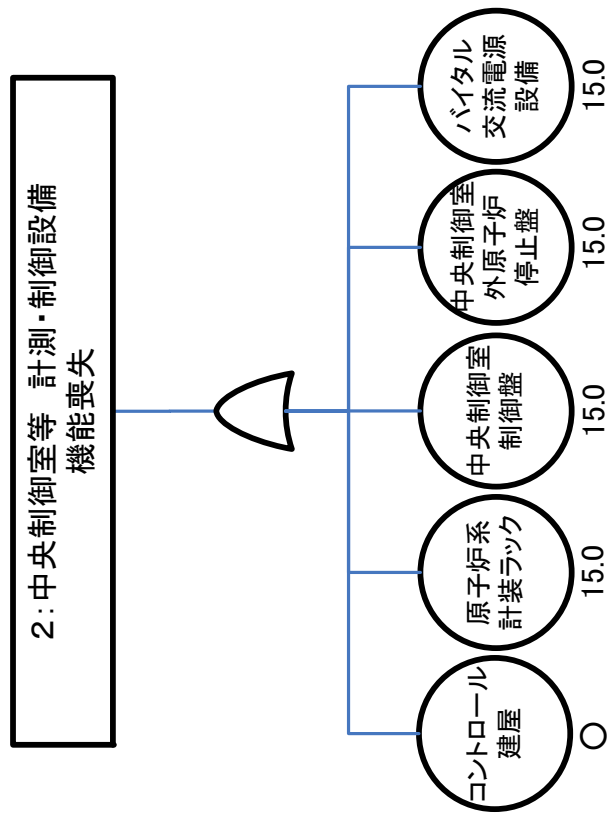 2:中央制御室等 計測・制御設備
機能喪失
コントロール
建屋
○
原子炉系
計装ラック
15.0
中央制御室
制御盤
15.0
中央制御室
外原子炉
停止盤
15.0
バイタル
交流電源
設備
15.0